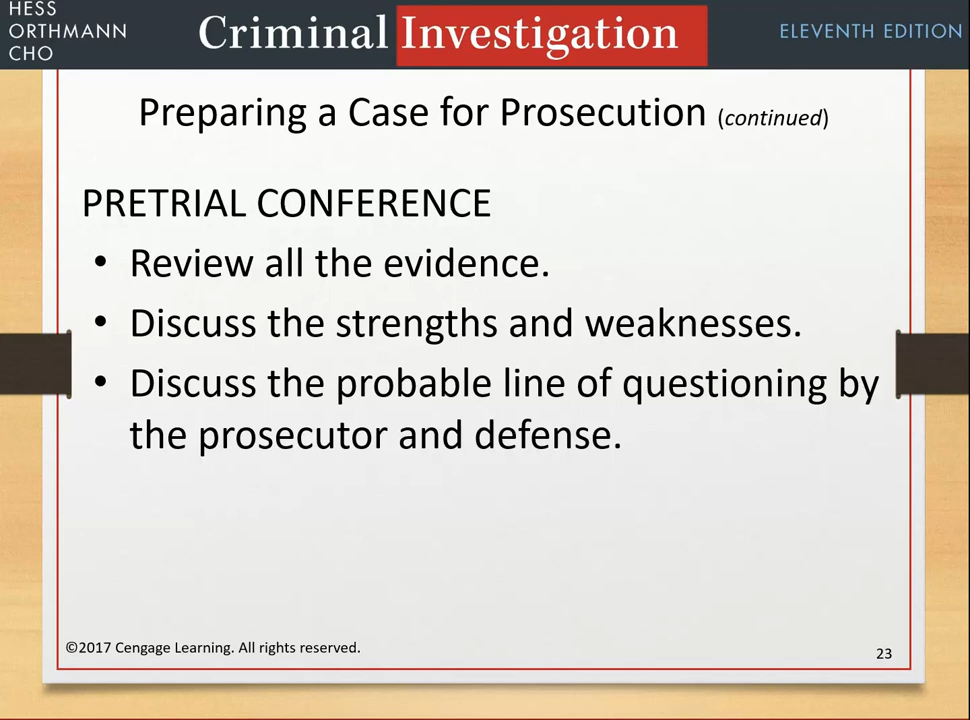 HESS
ORTHMANN
CHO
Criminal Investigation
ELEVENTH EDITION
Preparing a Case for Prosecution (continued)
PRETRIAL CONFERENCE
• Review all the evidence.
• Discuss the strengths and weaknesses.
• Discuss the probable line of questioning by
the prosecutor and defense.
©2017 Cengage Learning. All rights reserved.
23